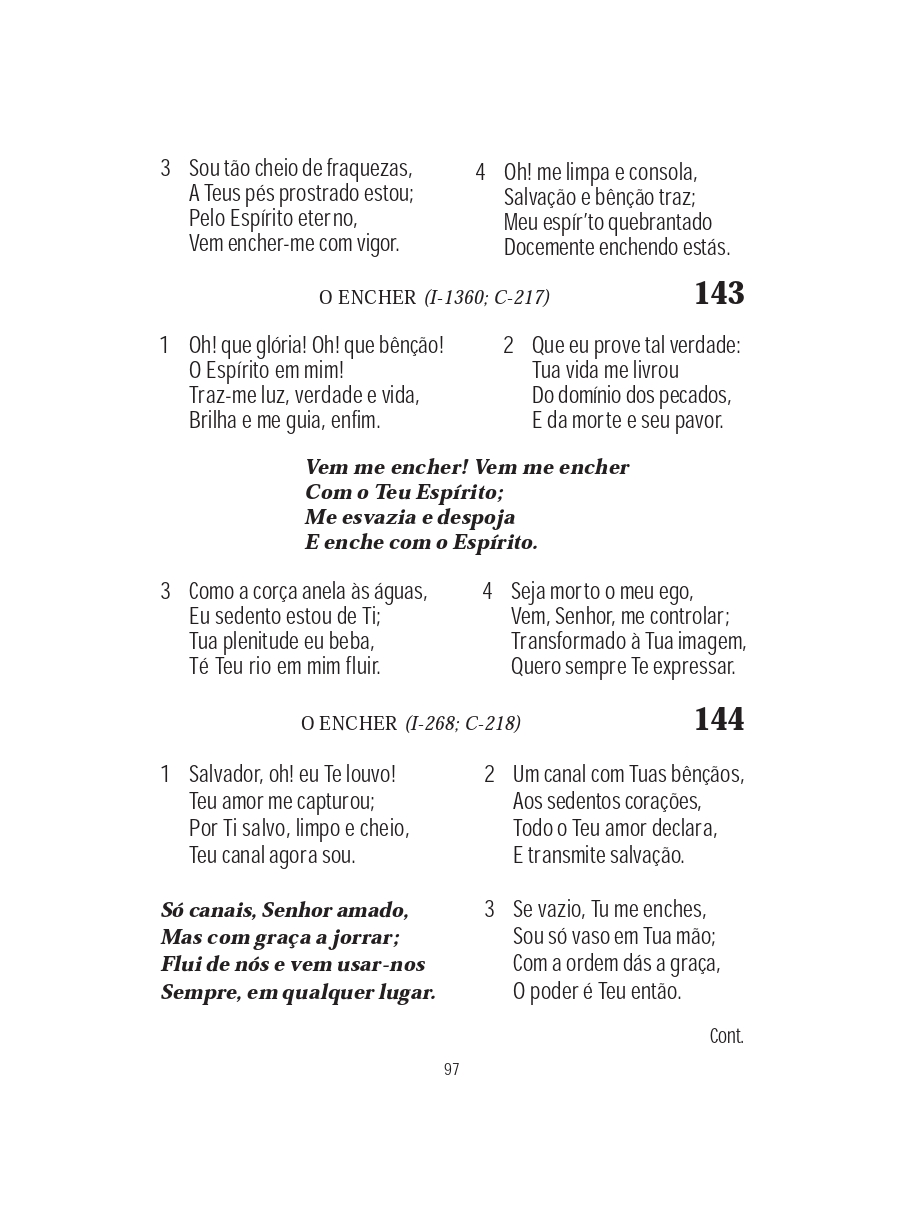 3 Sou tão cheio de fraquezas,
A Teus pés prostrado estou;
Pelo Espírito eterno,
Vem encher-me com vigor.
4 Oh! me limpa e consola,
Salvação e bênção traz;
Meu espír’to quebrantado
Docemente enchendo estás.
O ENCHER (I-1360; C-217) 143
1 Oh! que glória! Oh! que bênção!
O Espírito em mim!
Traz-me luz, verdade e vida,
Brilha e me guia, enfim.
2 Que eu prove tal verdade:
Tua vida me livrou
Do domínio dos pecados,
E da morte e seu pavor.
Vem me encher! Vem me encher
Com o Teu Espírito;
Me esvazia e despoja
E enche com o Espírito.
3 Como a corça anela às águas,
Eu sedento estou de Ti;
Tua plenitude eu beba,
Té Teu rio em mim fluir.
4 Seja morto o meu ego,
Vem, Senhor, me controlar;
Transformado à Tua imagem,
Quero sempre Te expressar.
O ENCHER (I-268; C-218) 144
1 Salvador, oh! eu Te louvo!
Teu amor me capturou;
Por Ti salvo, limpo e cheio,
Teu canal agora sou.
Só canais, Senhor amado,
Mas com graça a jorrar;
Flui de nós e vem usar-nos
Sempre, em qualquer lugar.
2 Um canal com Tuas bênçãos,
Aos sedentos corações,
Todo o Teu amor declara,
E transmite salvação.
3 Se vazio, Tu me enches,
Sou só vaso em Tua mão;
Com a ordem dás a graça,
O poder é Teu então.
Cont.
97